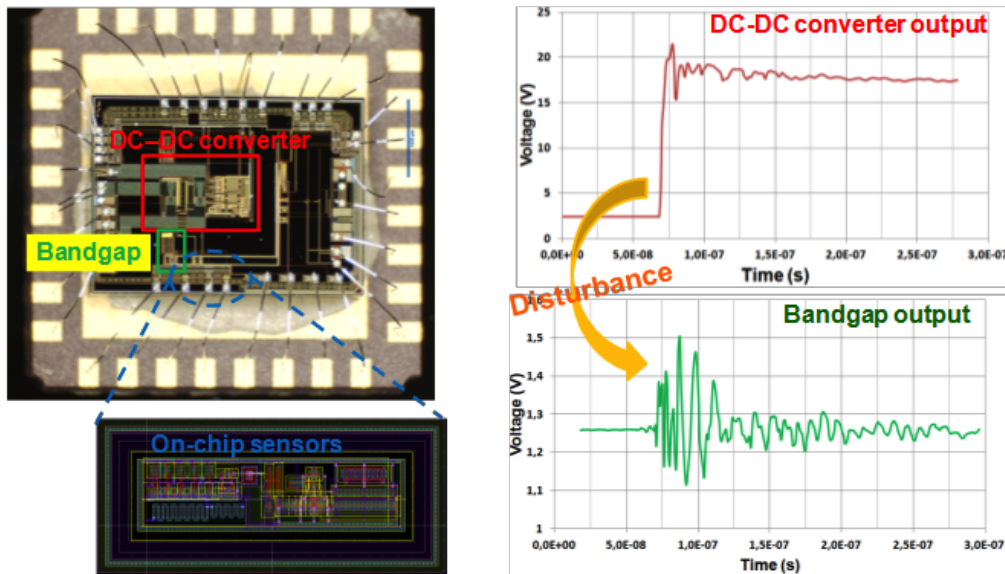 DC–DC converter
Bandgap
On-chip sensors
DC-DC converter output
Voltage (V)
25
20
15
10
5
0
0,0E+00
5,0E-08
1,0E-07
1,5E-07
2,0E-07
2,5E-07
3,0E-07
Time (s)
Disturbance
Bandgap output
Voltage (V)
1,6
1,5
1,4
1,3
1,2
1,1
1
0,0E+00
5,0E-08
1,0E-07
1,5E-07
2,0E-07
2,5E-07
3,0E-07
Time (s)